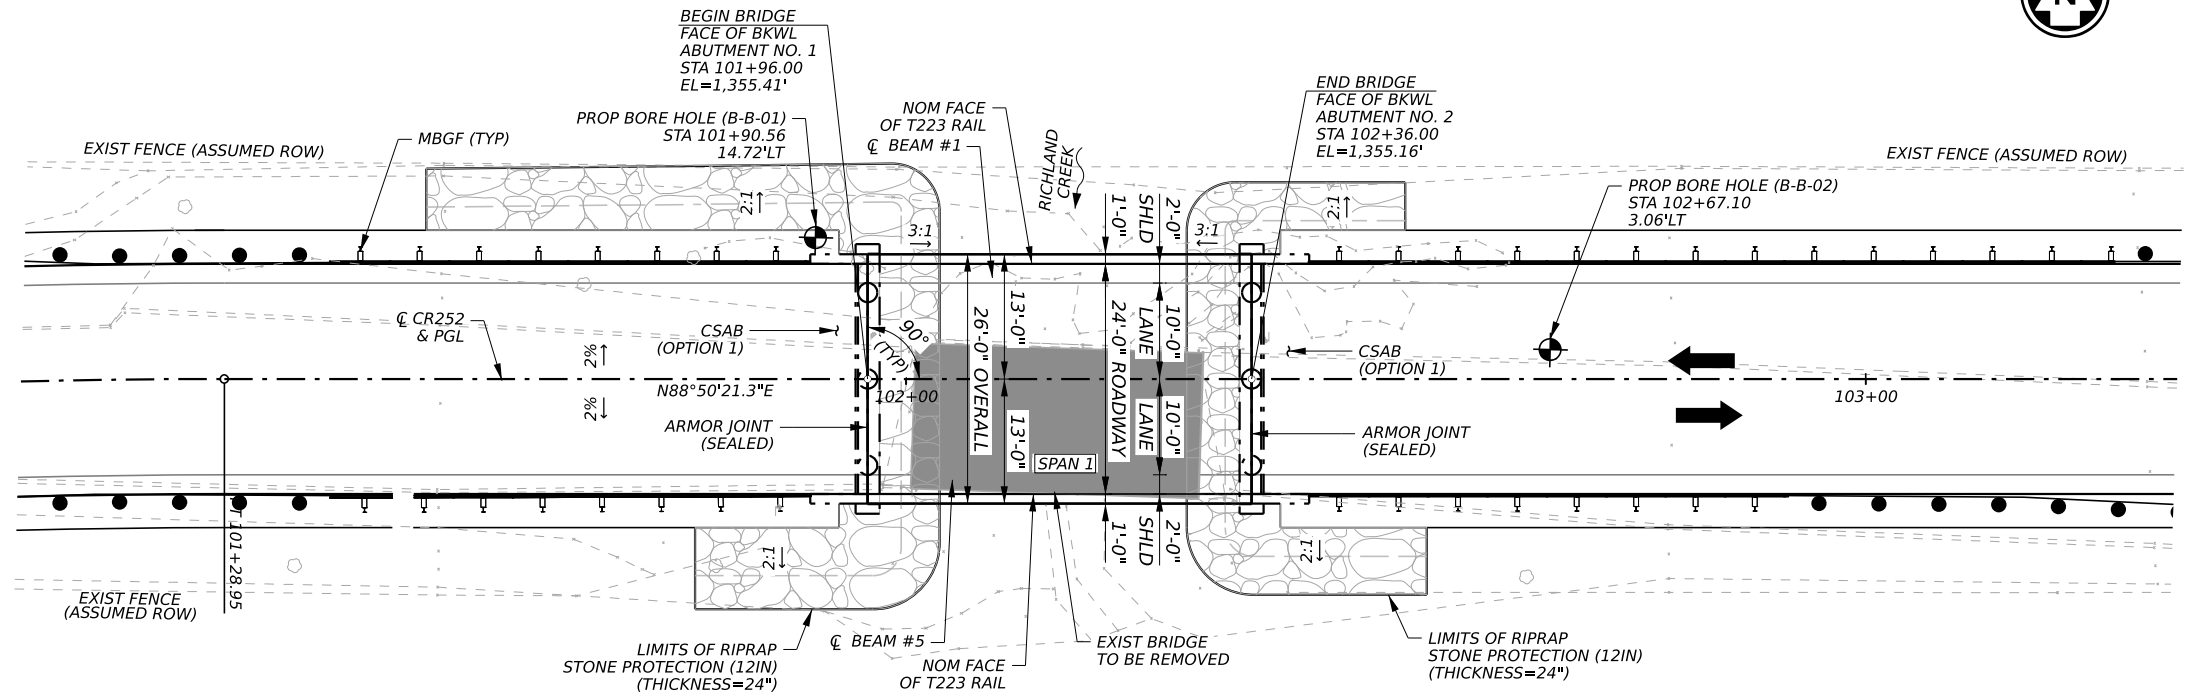 BEGIN BRIDGE
FACE OF BKWL
ABUTMENT NO. 1
STA 101+96.00
EL=1,355.41'
PROP BORE HOLE (B-B-01)
STA 101+90.56
14.72'LT
NOM FACE
OF T223 RAIL
℄ BEAM #1
RICHLAND
CREEK
END BRIDGE
FACE OF BKWL
ABUTMENT NO. 2
STA 102+36.00
EL=1,355.16'
N
EXIST FENCE (ASSUMED ROW)
MBGF (TYP)
EXIST FENCE (ASSUMED ROW)
PROP BORE HOLE (B-B-02)
STA 102+67.10
3.06'LT
2:1
3:1
1'-0"
SHLD
2'-0"
3:1
2:1
℄ CR252
& PGL
2%
2%
CSAB
(OPTION 1)
90°
(TYP)
N88°50'21.3"E
102+00
ARMOR JOINT
(SEALED)
26'-0" OVERALL
13'-0"
13'-0"
24'-0" ROADWAY
LANE
LANE
10'-0"
10'-0"
SPAN 1
CSAB
(OPTION 1)
103+00
ARMOR JOINT
(SEALED)
1'-0"
SHLD
2'-0"
2:1
2:1
PT 101+28.95
EXIST FENCE
(ASSUMED ROW)
LIMITS OF RIPRAP
STONE PROTECTION (12IN)
(THICKNESS=24")
℄ BEAM #5
NOM FACE
OF T223 RAIL
EXIST BRIDGE
TO BE REMOVED
LIMITS OF RIPRAP
STONE PROTECTION (12IN)
(THICKNESS=24")